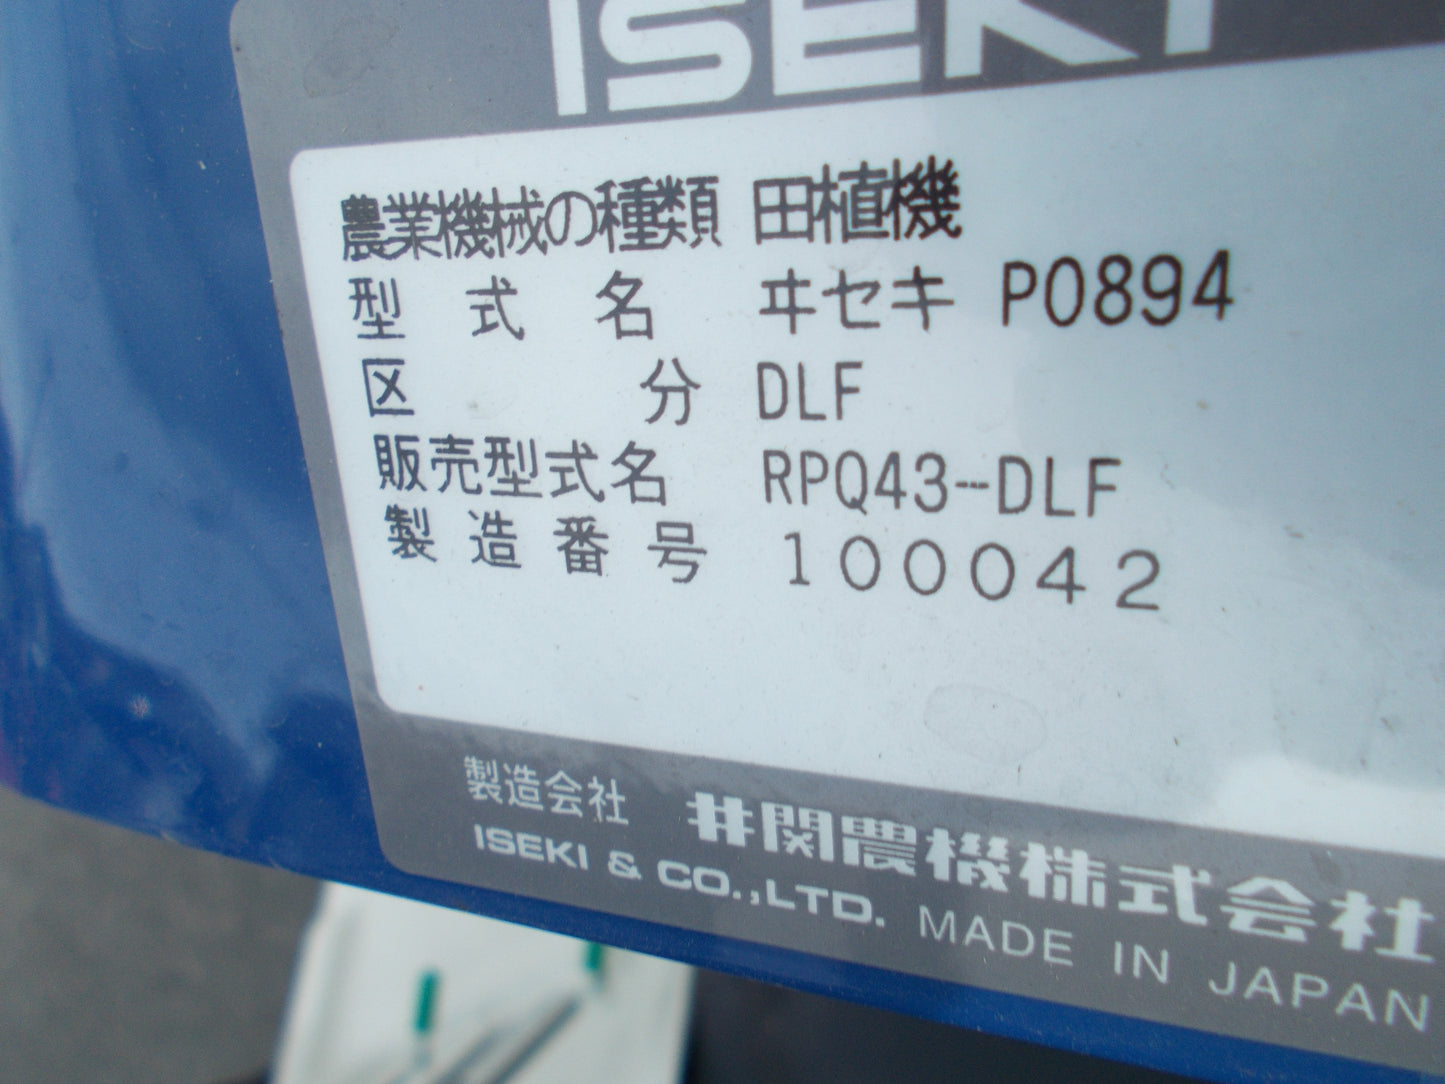 ISEKI
農業機械の種類 田植機
型式名 ヰセキ P0894
区分 DLF
販売型式名 RPQ43-DLF
製造番号 100042
製造会社 井関農機株式会社
ISEKI & CO.,LTD. MADE IN JAPAN